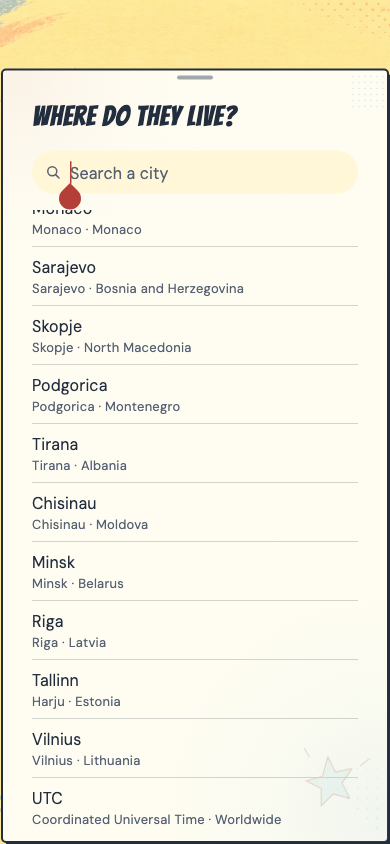 WHERE DO THEY LIVE?
Search a city
Monaco
Monaco · Monaco
Sarajevo
Sarajevo · Bosnia and Herzegovina
Skopje
Skopje · North Macedonia
Podgorica
Podgorica · Montenegro
Tirana
Tirana · Albania
Chisinau
Chisinau · Moldova
Minsk
Minsk · Belarus
Riga
Riga · Latvia
Tallinn
Harju · Estonia
Vilnius
Vilnius · Lithuania
UTC
Coordinated Universal Time · Worldwide